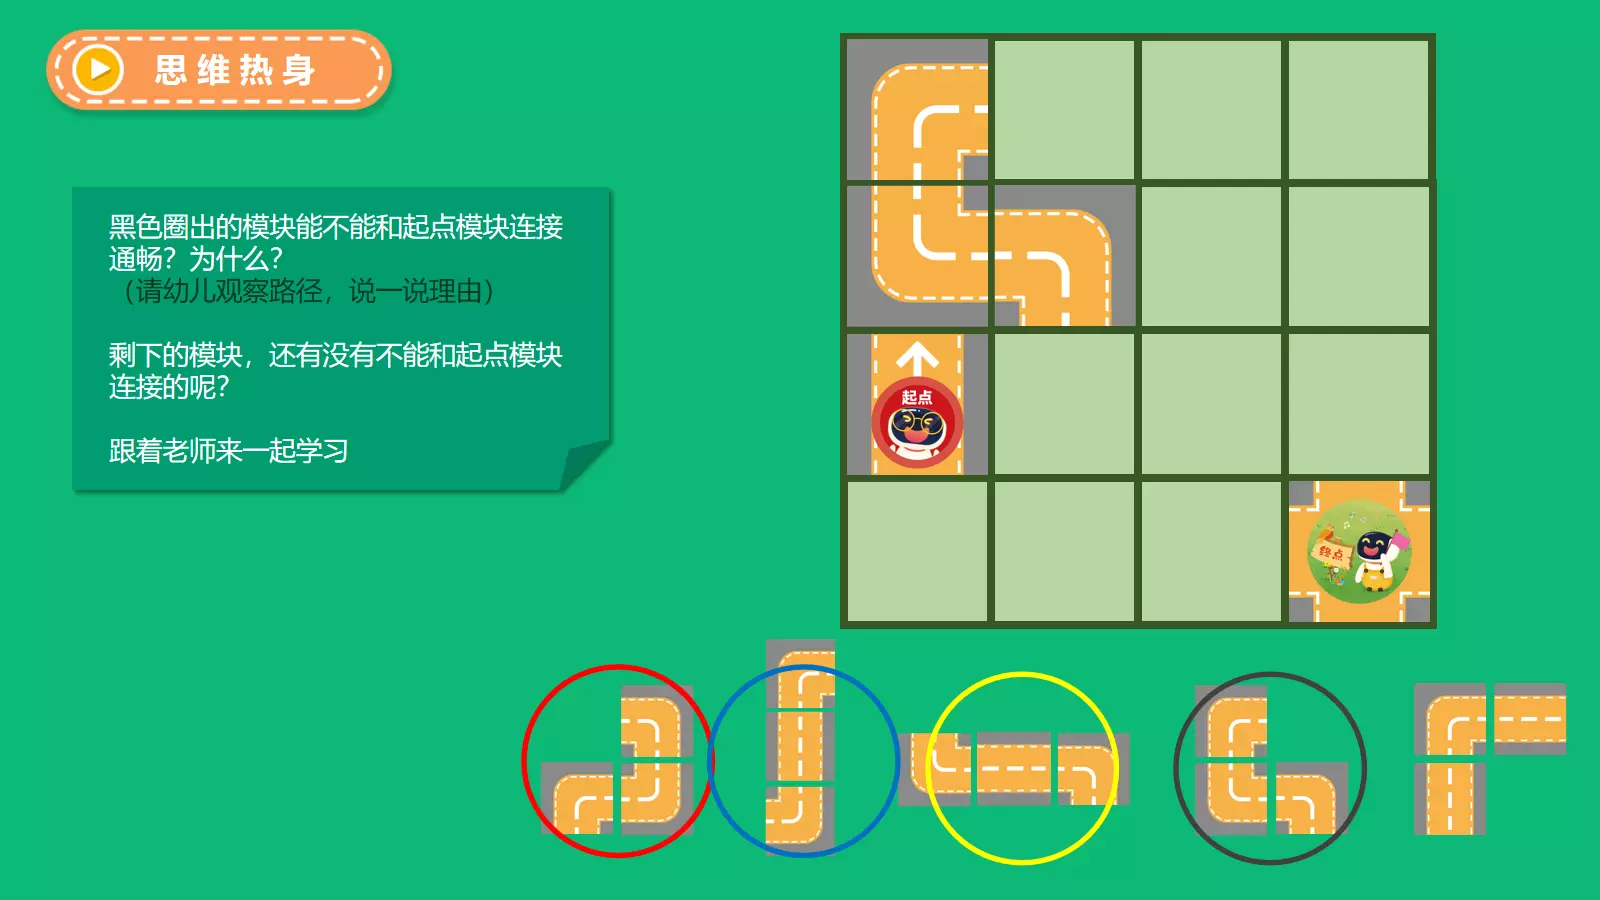 思维热身
黑色圈出的模块能不能和起点模块连接
通畅？为什么？
（请幼儿观察路径，说一说理由）
剩下的模块，还有没有不能和起点模块
连接的呢？
跟着老师来一起学习
起点
终点